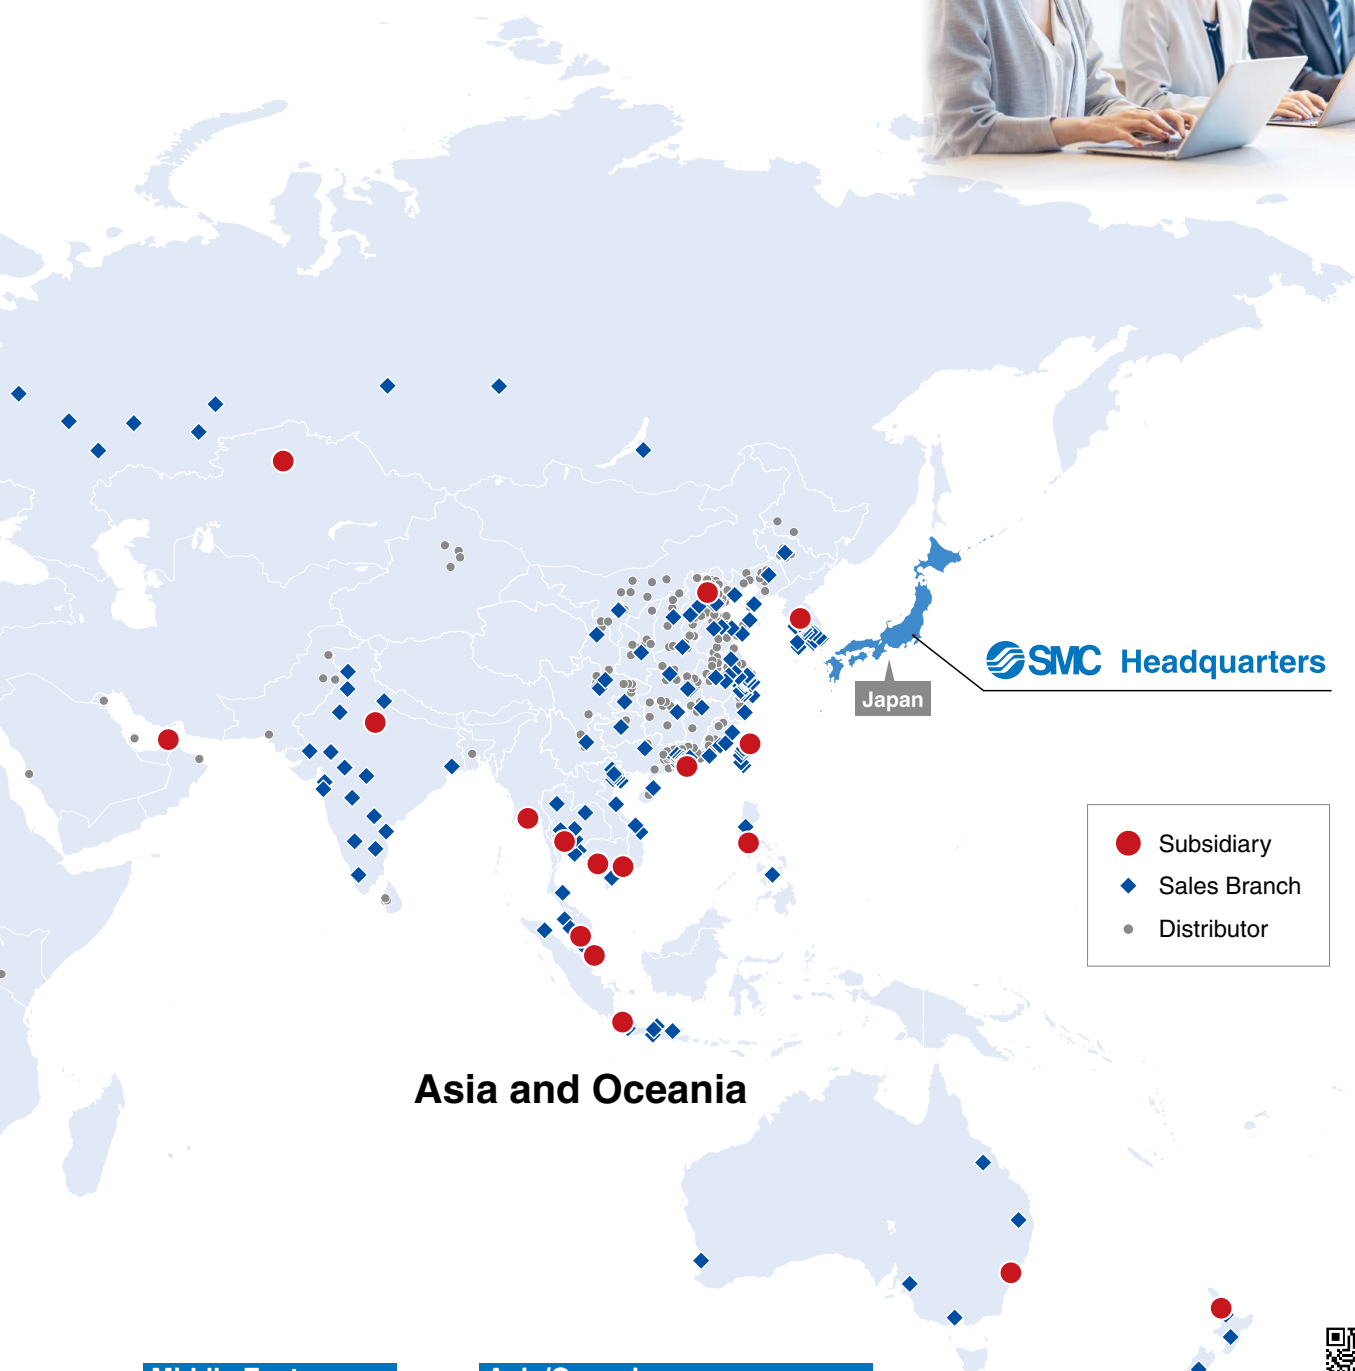 SMC Headquarters
Japan
Subsidiary
Sales Branch
Distributor
Asia and Oceania